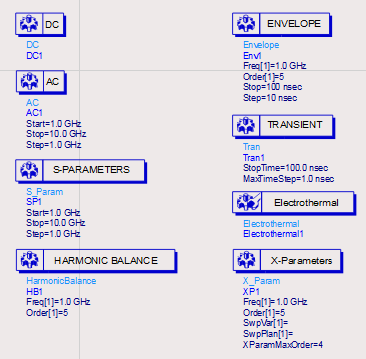 DC
DC
DC1
AC
AC
AC1
Start=1.0 GHz
Stop=10.0 GHz
Step=1.0 GHz
S-PARAMETERS
S_Param
SP1
Start=1.0 GHz
Stop=10.0 GHz
Step=1.0 GHz
HARMONIC BALANCE
HarmonicBalance
HB1
Freq[1]=1.0 GHz
Order[1]=5
ENVELOPE
Envelope
Env1
Freq[1]=1.0 GHz
Order[1]=5
Stop=100 nsec
Step=10 nsec
TRANSIENT
Tran
Tran1
StopTime=100.0 nsec
MaxTimeStep=1.0 nsec
Electrothermal
Electrothermal
Electrothermal1
X-Parameters
X_Param
XP1
Freq[1]=1.0 GHz
Order[1]=5
SwpVar[1]=
SwpPlan[1]=
XParamMaxOrder=4